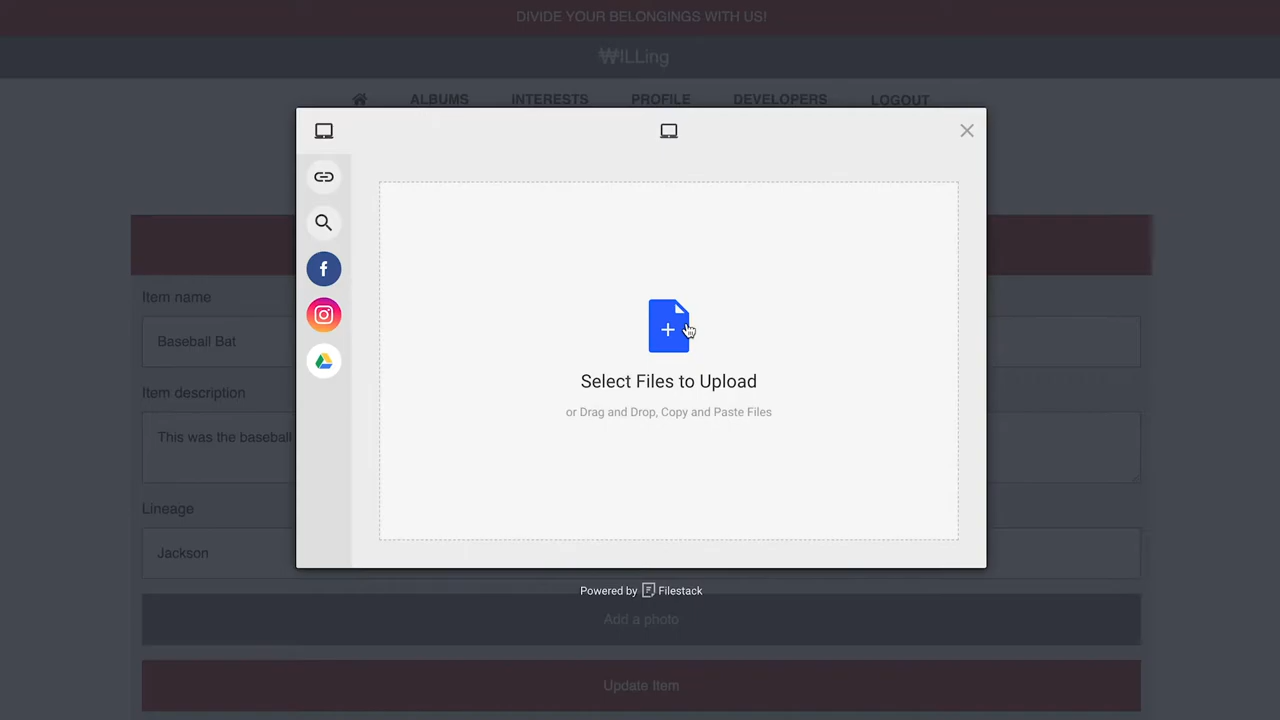 DIVIDE YOUR BELONGINGS WITH US!
₩ILLing
ALBUMS INTERESTS PROFILE DEVELOPERS LOGOUT
Item name
Baseball Bat
Item description
This was the baseball
Lineage
Jackson
Select Files to Upload
or Drag and Drop, Copy and Paste Files
Powered by Filestack
Add a photo
Update Item